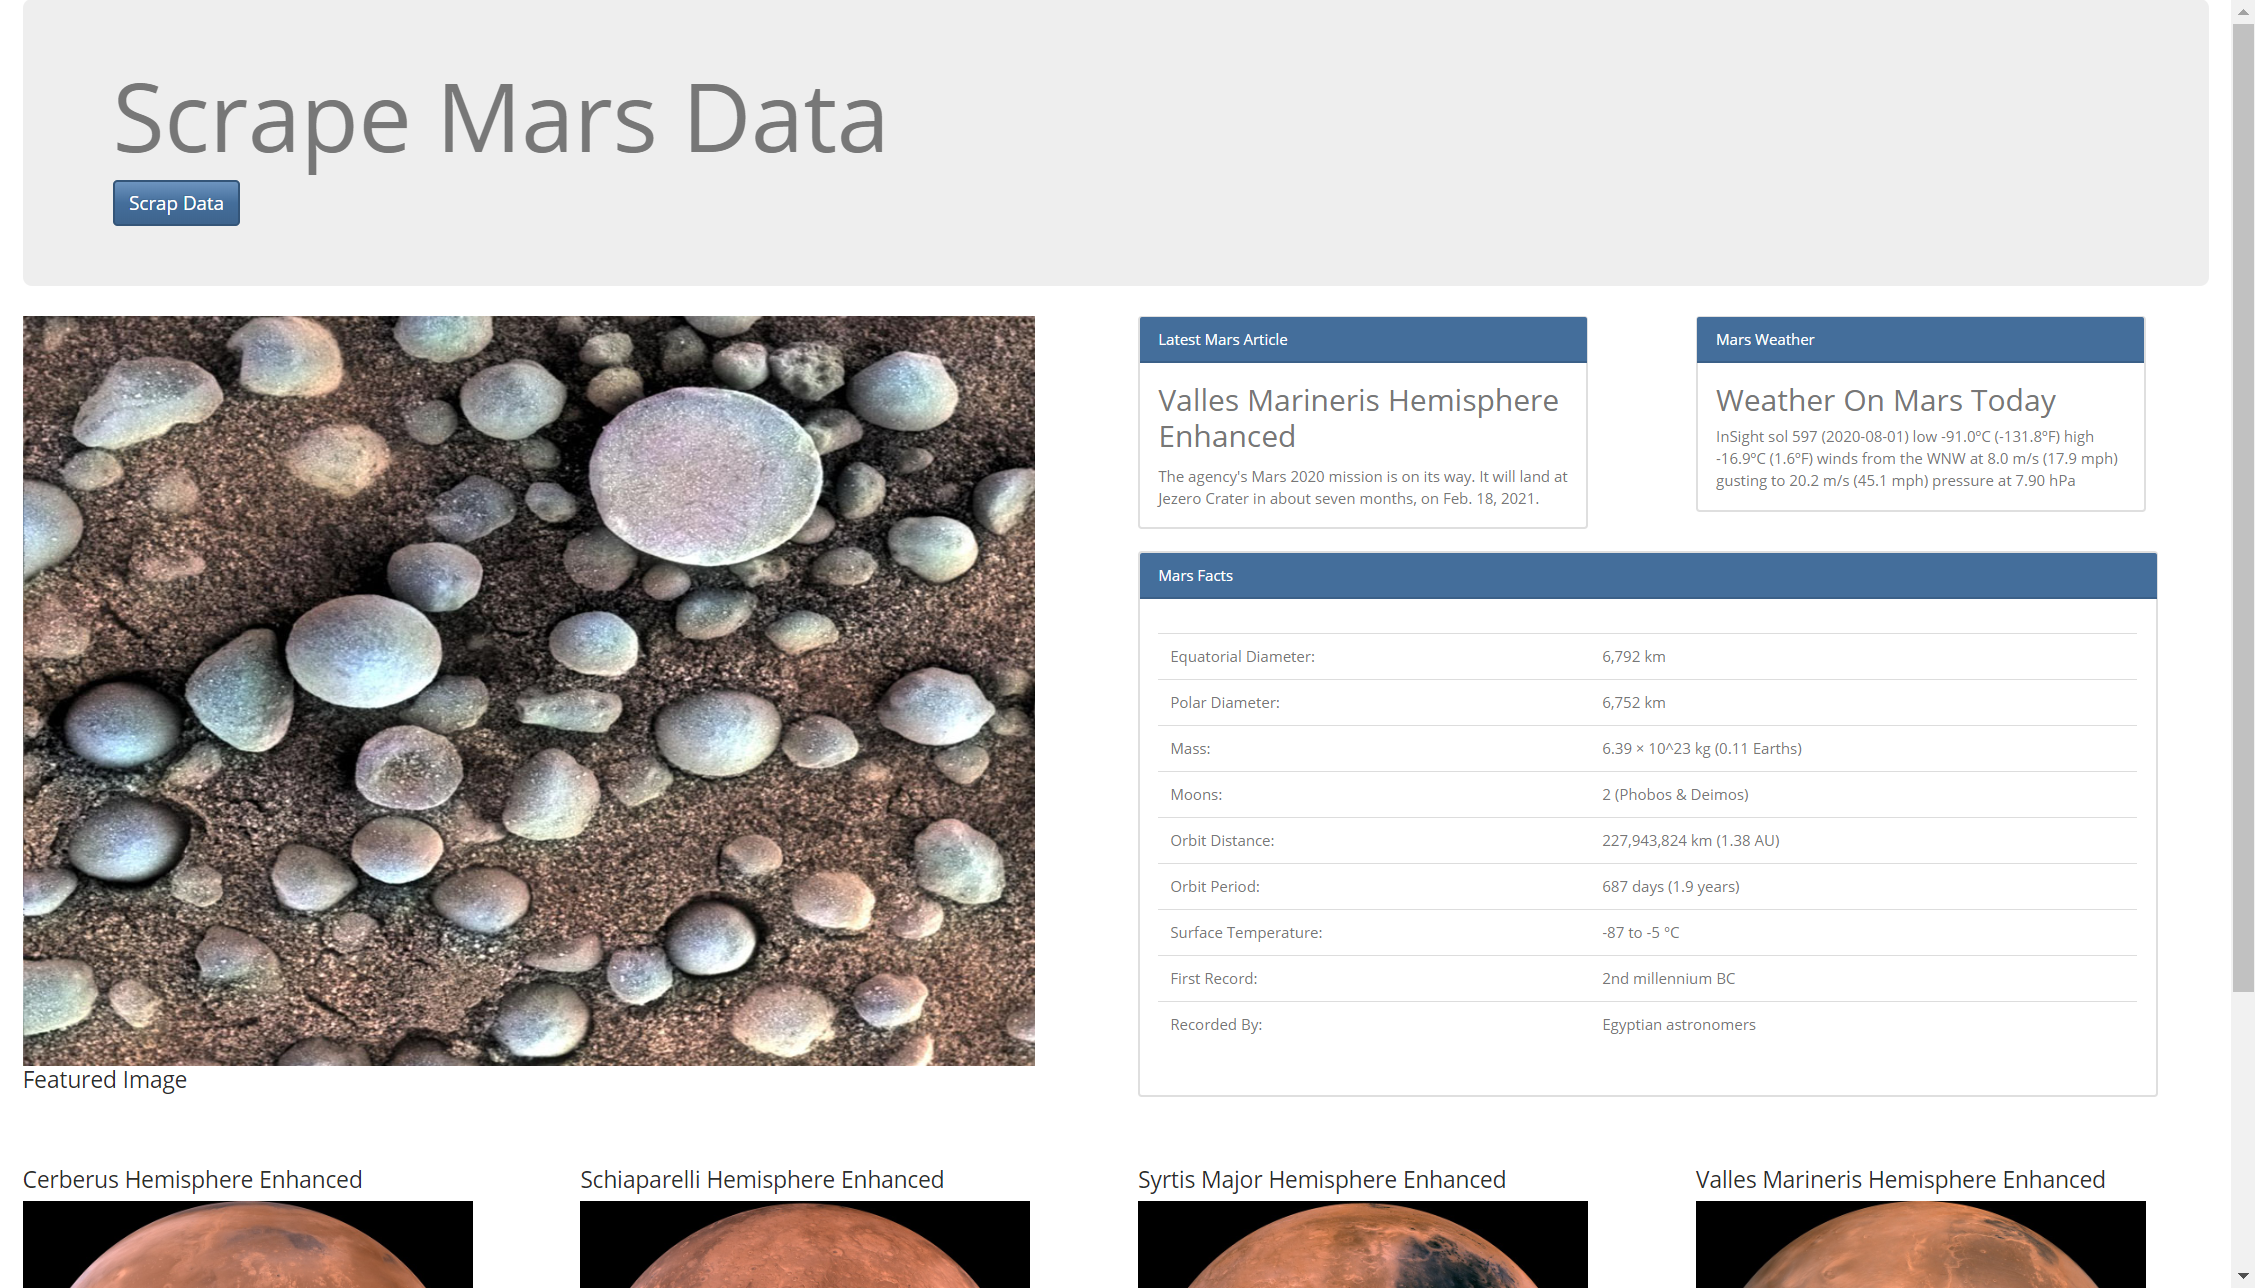 Scrape Mars Data
Scrap Data
Latest Mars Article
Valles Marineris Hemisphere
Enhanced
The agency's Mars 2020 mission is on its way. It will land at
Jezero Crater in about seven months, on Feb. 18, 2021.
Mars Weather
Weather On Mars Today
InSight sol 597 (2020-08-01) low -91.0ºC (-131.8ºF) high
-16.9ºC (1.6ºF) winds from the WNW at 8.0 m/s (17.9 mph)
gusting to 20.2 m/s (45.1 mph) pressure at 7.90 hPa
Mars Facts
Equatorial Diameter: 6,792 km
Polar Diameter: 6,752 km
Mass: 6.39 × 10^23 kg (0.11 Earths)
Moons: 2 (Phobos & Deimos)
Orbit Distance: 227,943,824 km (1.38 AU)
Orbit Period: 687 days (1.9 years)
Surface Temperature: -87 to -5 °C
First Record: 2nd millennium BC
Recorded By: Egyptian astronomers
Featured Image
Cerberus Hemisphere Enhanced
Schiaparelli Hemisphere Enhanced
Syrtis Major Hemisphere Enhanced
Valles Marineris Hemisphere Enhanced